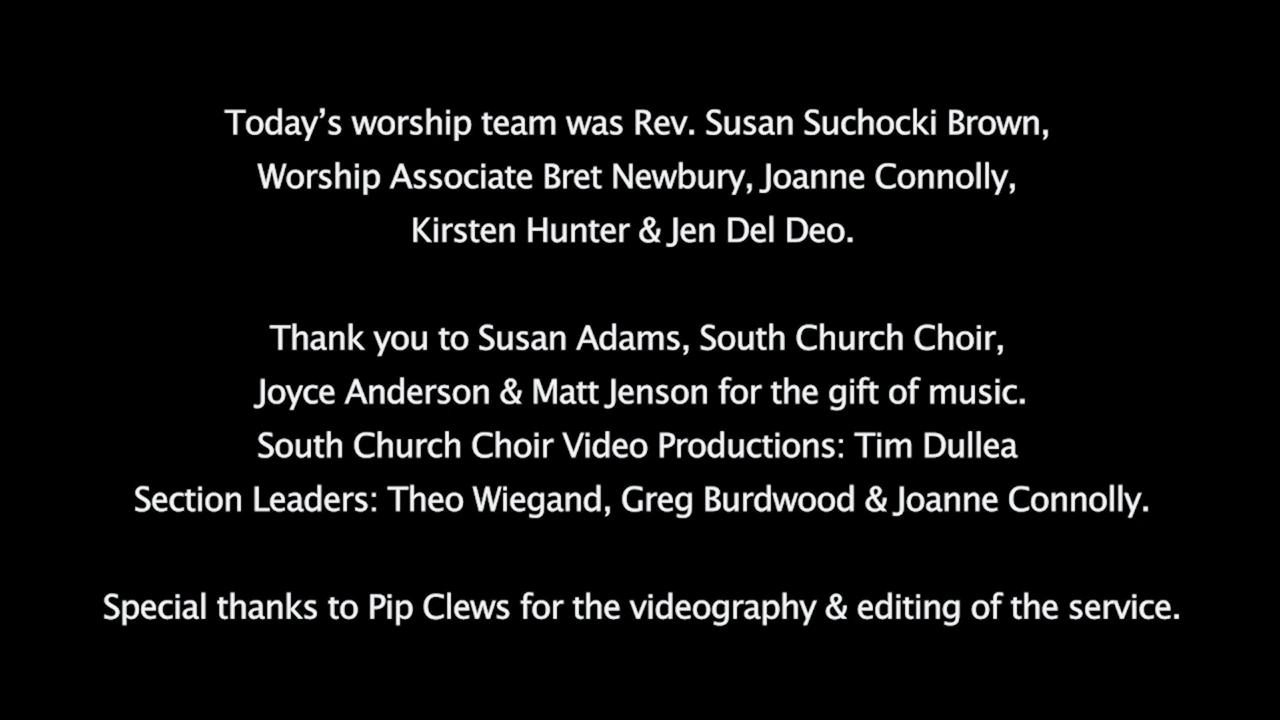 Today’s worship team was Rev. Susan Suchocki Brown,
Worship Associate Bret Newbury, Joanne Connolly,
Kirsten Hunter & Jen Del Deo.
Thank you to Susan Adams, South Church Choir,
Joyce Anderson & Matt Jenson for the gift of music.
South Church Choir Video Productions: Tim Dullea
Section Leaders: Theo Wiegand, Greg Burdwood & Joanne Connolly.
Special thanks to Pip Clews for the videography & editing of the service.